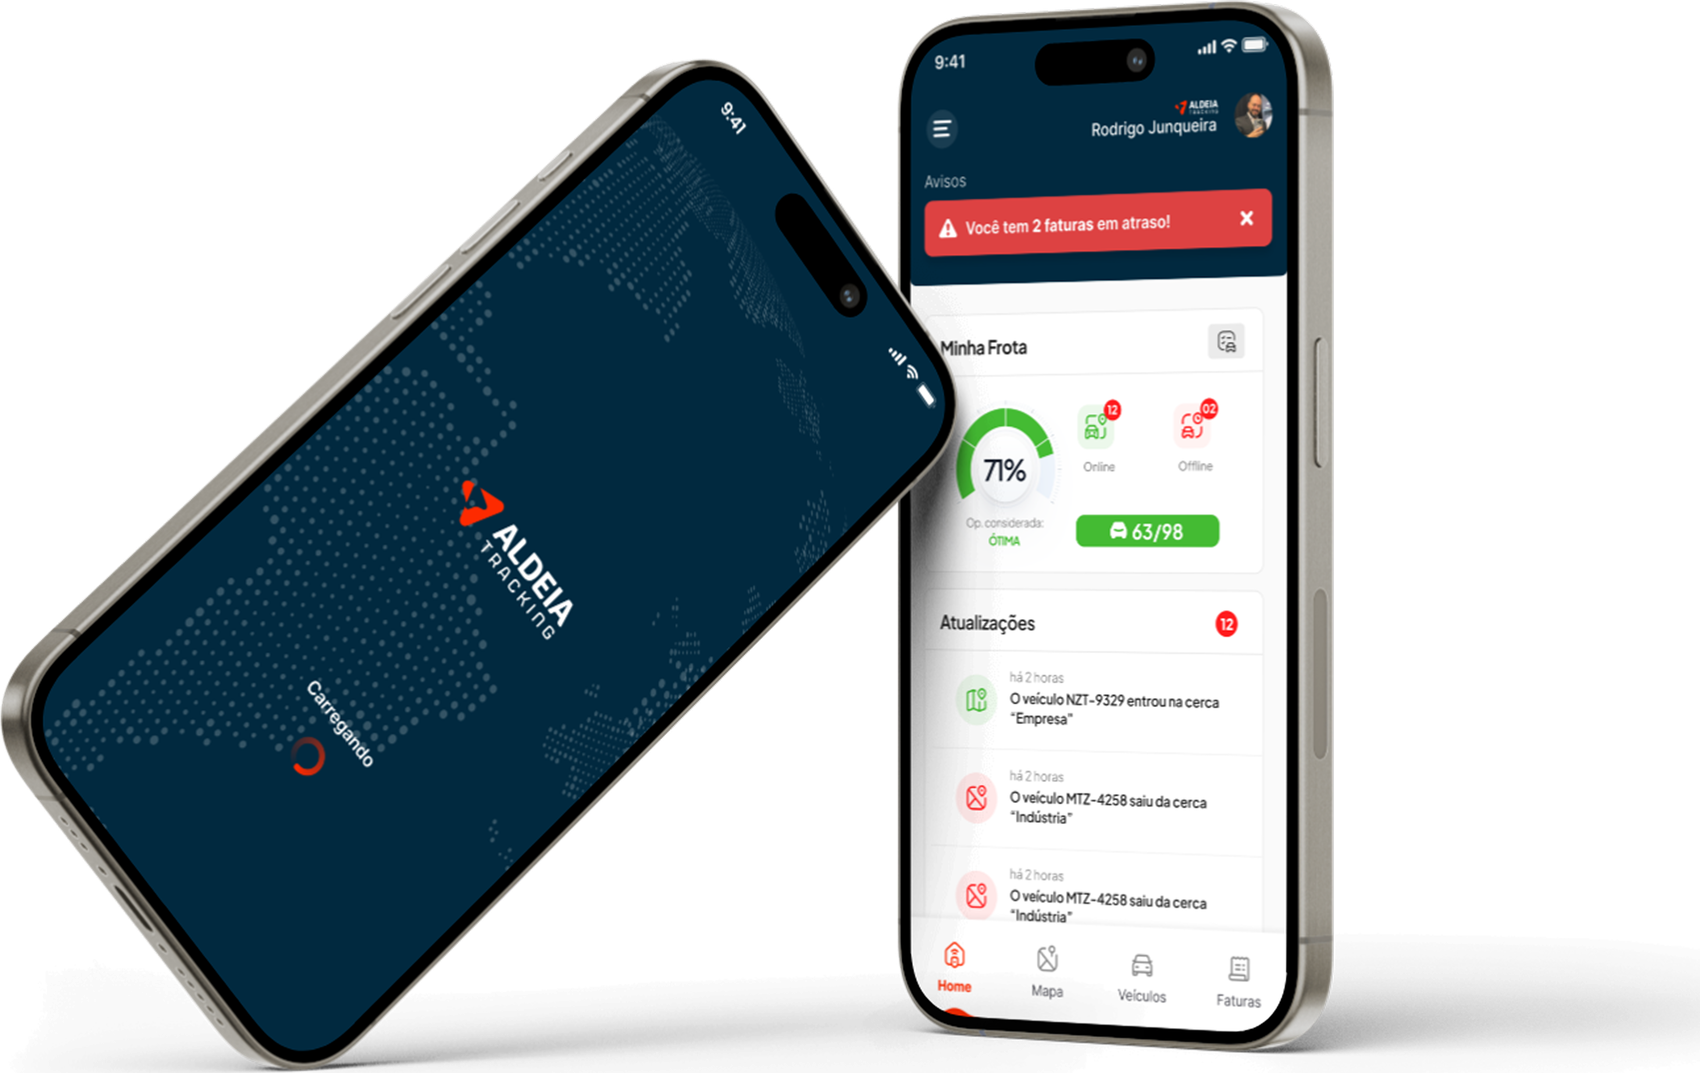 9:41
ALDEIA
TRACKING
Carregando
9:41
ALDEIA
TRACKING
Rodrigo Junqueira
Avisos
Você tem 2 faturas em atraso!
Minha Frota
71%
12
Online
02
Offline
Op. considerada:
ÓTIMA
63/98
Atualizações
12
há 2 horas
O veículo NZT-9329 entrou na cerca
"Empresa"
há 2 horas
O veículo MTZ-4258 saiu da cerca
"Indústria"
há 2 horas
O veículo MTZ-4258 saiu da cerca
"Indústria"
Home
Mapa
Veículos
Faturas